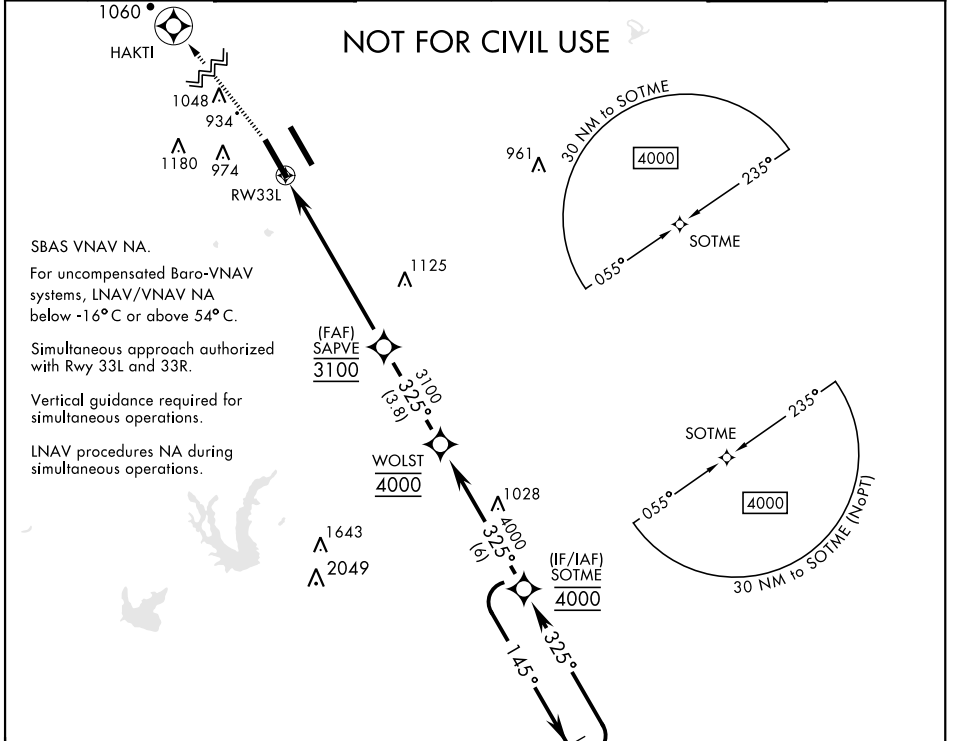 1060
HAKTI
NOT FOR CIVIL USE
1048
934
1180
974
RW33L
961
30 NM to SOTME
4000
235°
SOTME
055°
SBAS VNAV NA.
For uncompensated Baro-VNAV
systems, LNAV/VNAV NA
below -16°C or above 54°C.
Simultaneous approach authorized
with Rwy 33L and 33R.
Vertical guidance required for
simultaneous operations.
LNAV procedures NA during
simultaneous operations.
1125
(FAF)
SAPVE
3100
3100
325°
(3.8)
WOLST
4000
1028
4000
325°
(6)
(IF/IAF)
SOTME
4000
1643
2049
145°
325°
235°
SOTME
055°
4000
30 NM to SOTME (NoPT)